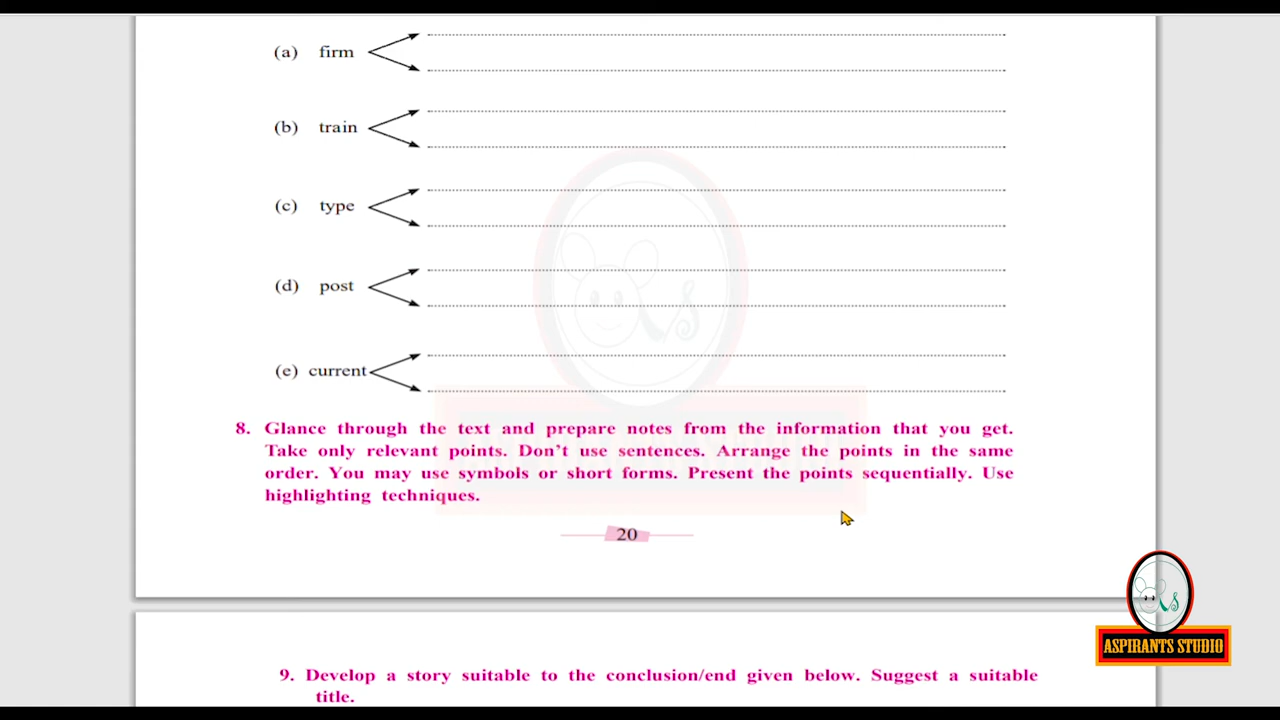 (a) firm
(b) train
(c) type
(d) post
(e) current
8. Glance through the text and prepare notes from the information that you get.
Take only relevant points. Don't use sentences. Arrange the points in the same
order. You may use symbols or short forms. Present the points sequentially. Use
highlighting techniques.
20
ASPIRANTS STUDIO
9. Develop a story suitable to the conclusion/end given below. Suggest a suitable
title.